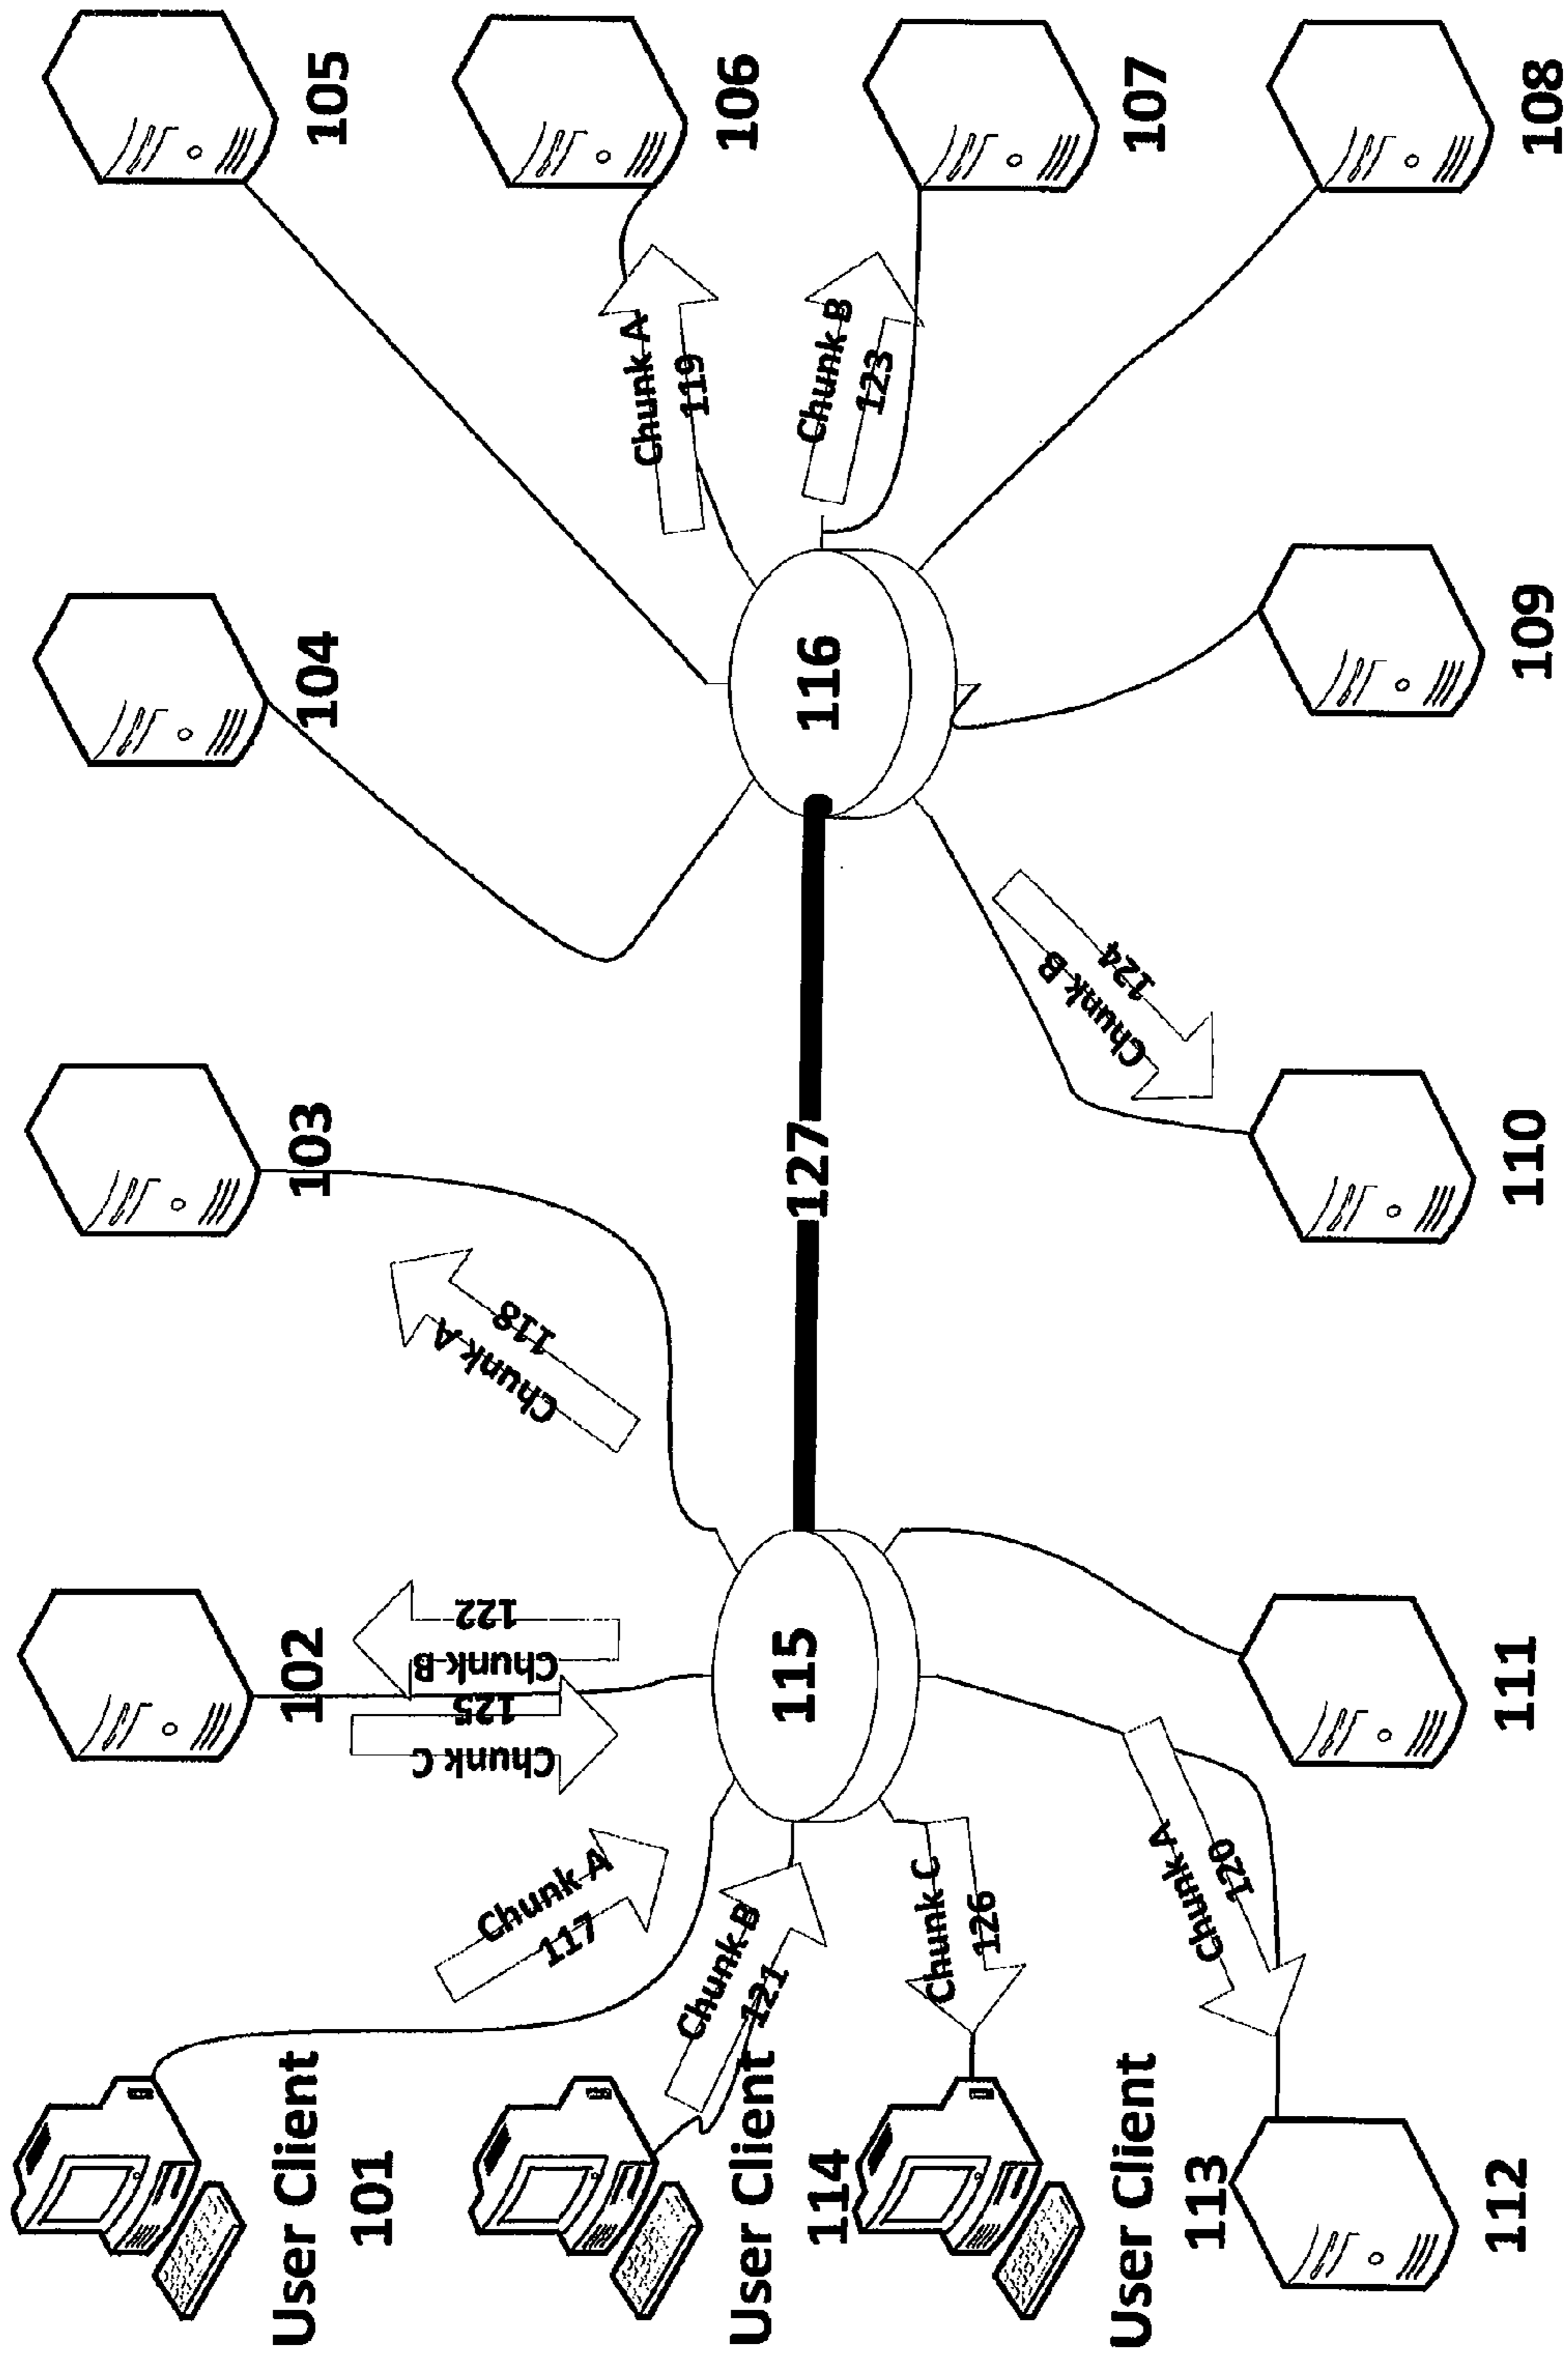 User Client
101
102
103
104
105
Chunk A
117
Chunk C
125
Chunk B
122
Chunk A
118
Chunk A
119
106
User Client
114
Chunk B
121
115
127
116
Chunk B
123
107
Chunk C
126
User Client
113
Chunk A
120
Chunk B
124
112
111
110
109
108